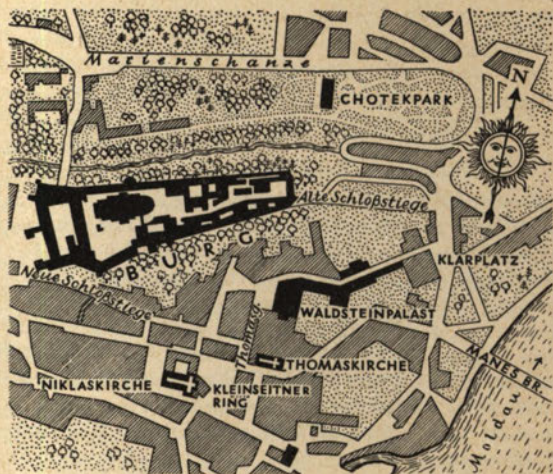 Marienschanze
N
CHOTEKPARK
Alte Schloßstiege
BURG
KLARPLATZ
Neue Schloßstiege
WALDSTEINPALAST
Thomasg.
THOMASKIRCHE
MANES BR.
NIKLASKIRCHE
KLEINSEITNER
RING
Moldau